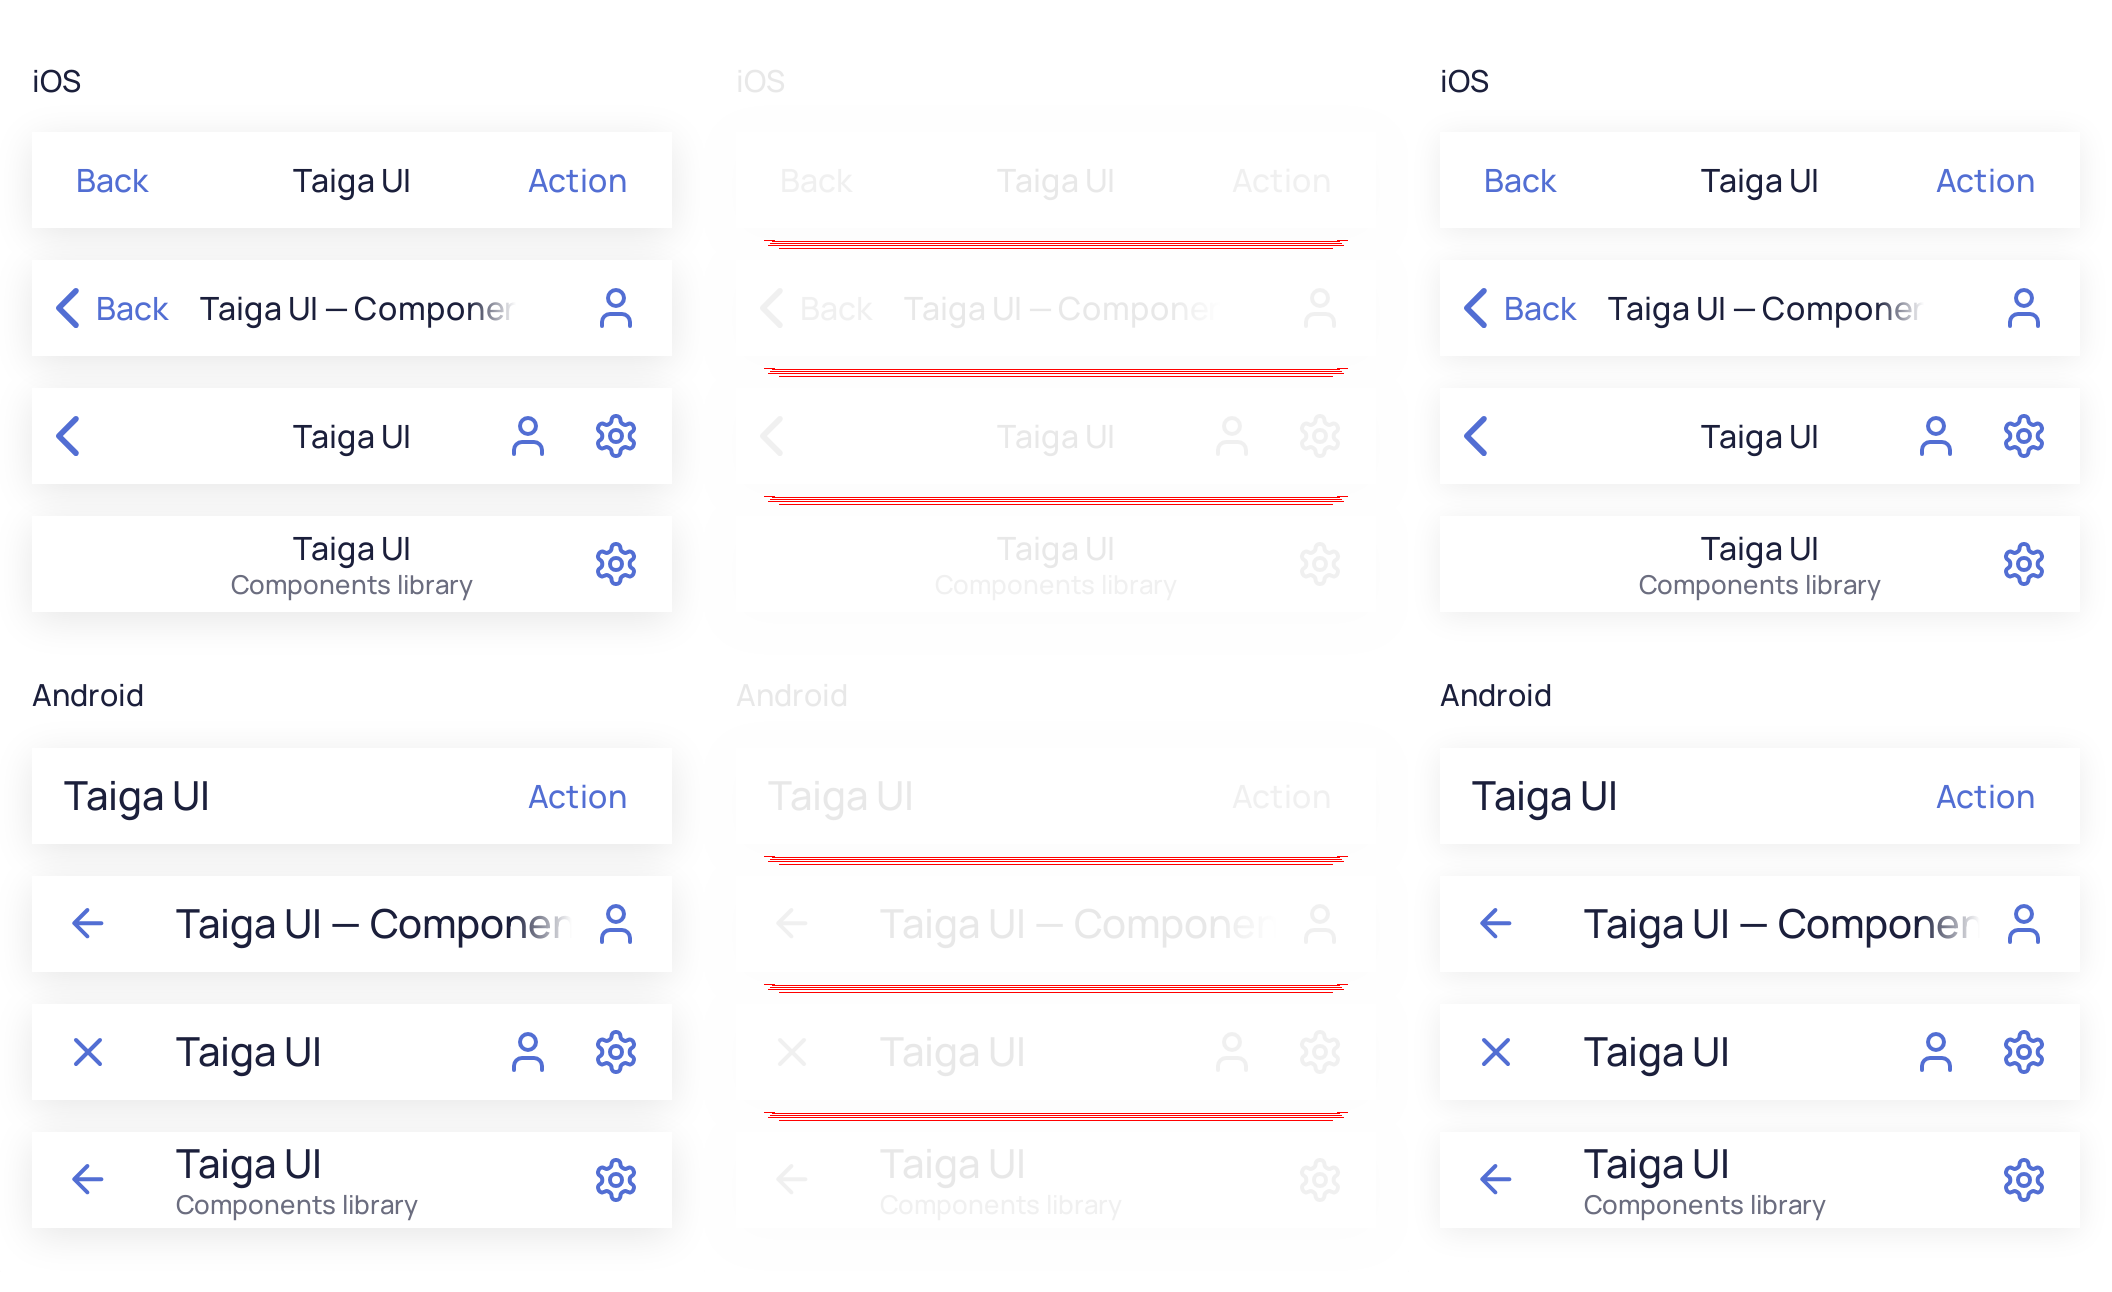 iOS
Back Taiga UI Action
Back Taiga UI — Componer
Taiga UI
Taiga UI
Components library
Android
Taiga UI Action
Taiga UI — Componen
Taiga UI
Taiga UI
Components library
iOS
Back Taiga UI Action
Back Taiga UI — Componer
Taiga UI
Taiga UI
Components library
Android
Taiga UI Action
Taiga UI — Componen
Taiga UI
Taiga UI
Components library
iOS
Back Taiga UI Action
Back Taiga UI — Componer
Taiga UI
Taiga UI
Components library
Android
Taiga UI Action
Taiga UI — Componen
Taiga UI
Taiga UI
Components library